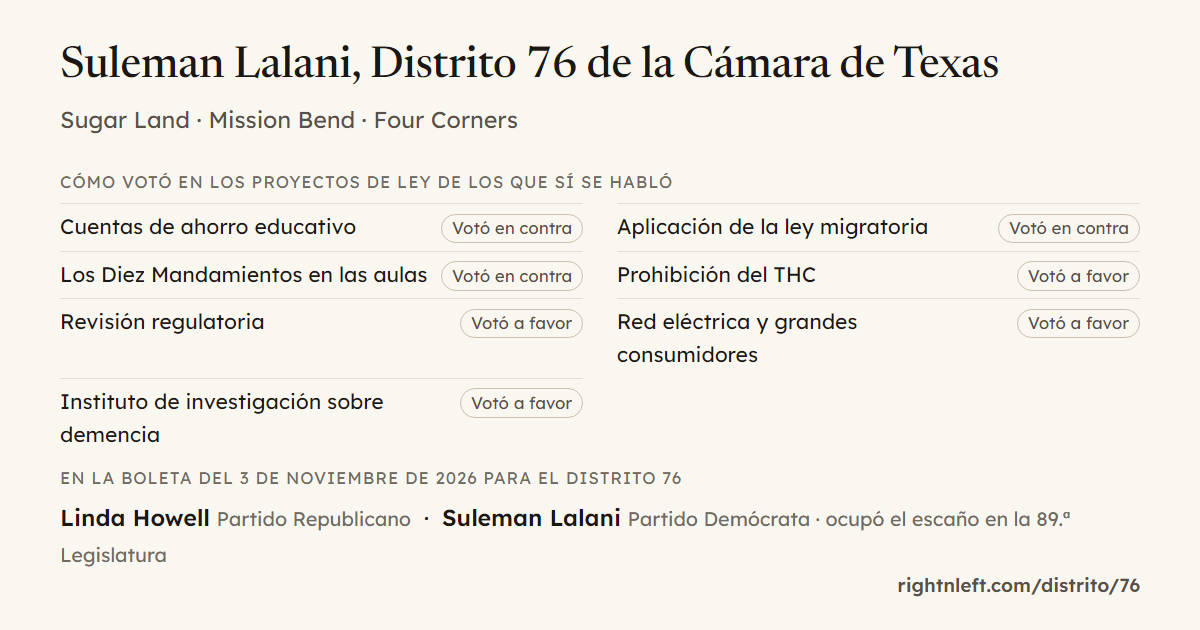 Suleman Lalani, Distrito 76 de la Cámara de Texas
Sugar Land · Mission Bend · Four Corners
CÓMO VOTÓ EN LOS PROYECTOS DE LEY DE LOS QUE SÍ SE HABLÓ
Cuentas de ahorro educativo Votó en contra
Aplicación de la ley migratoria Votó en contra
Los Diez Mandamientos en las aulas Votó en contra
Prohibición del THC Votó a favor
Revisión regulatoria Votó a favor
Red eléctrica y grandes Votó a favor
consumidores
Instituto de investigación sobre Votó a favor
demencia
EN LA BOLETA DEL 3 DE NOVIEMBRE DE 2026 PARA EL DISTRITO 76
Linda Howell Partido Republicano · Suleman Lalani Partido Demócrata · ocupó el escaño en la 89.ª
Legislatura
rightnleft.com/distrito/76